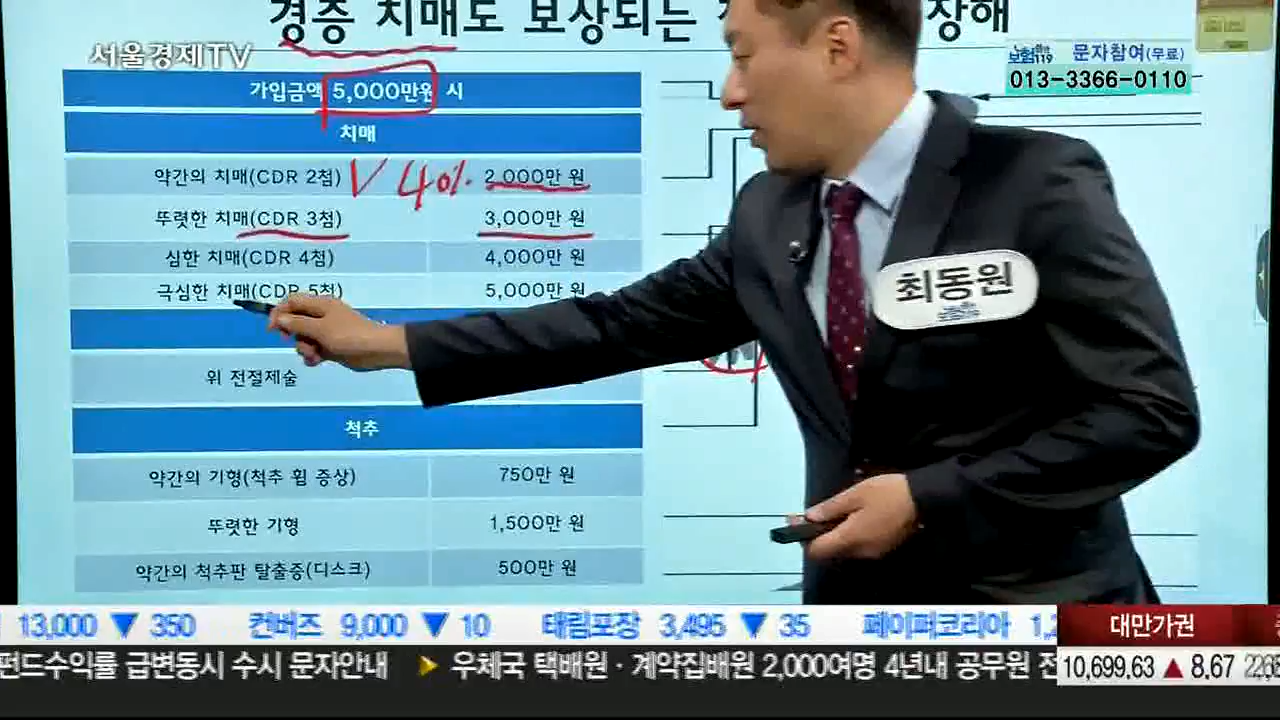 경증 치매도 보상되는
장해
서울경제TV
보험119 문자참여(무료)
013-3366-0110
가입금액 5,000만원 시
치매
약간의 치매(CDR 2점) V 40% 2,000만 원
뚜렷한 치매(CDR 3점) 3,000만 원
심한 치매(CDR 4점) 4,000만 원
극심한 치매(CDR 5점) 5,000만 원
최동원
위 전절제술
척추
약간의 기형(척추 휨 증상) 750만 원
뚜렷한 기형 1,500만 원
약간의 척추판 탈출증(디스크) 500만 원
13,000 ▼ 350 컨버즈 9,000 ▼ 10 태림포장 3,495 ▼ 35 페이퍼코리아
대만가권
펀드수익률 급변동시 수시 문자안내 ▶ 우체국 택배원·계약집배원 2,000여명 4년내 공무원
10,699.63 ▲ 8.67